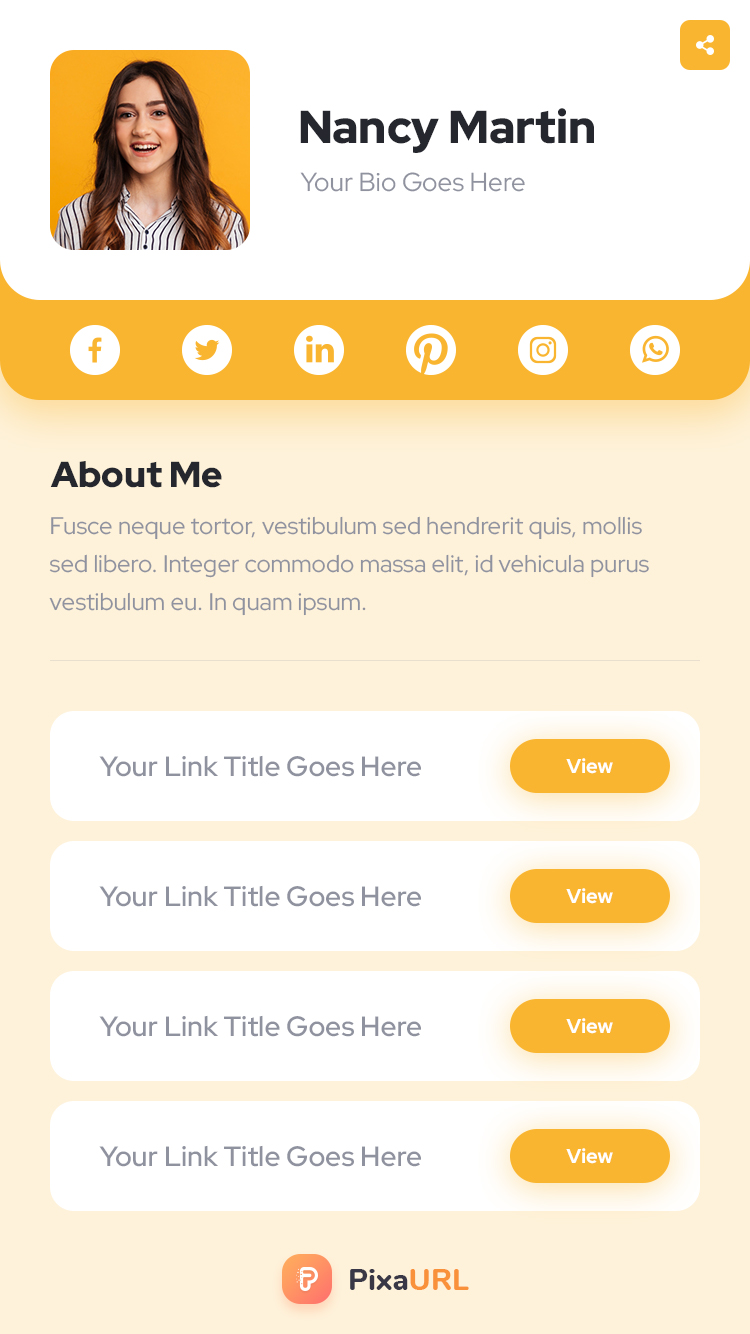 Nancy Martin
Your Bio Goes Here
About Me
Fusce neque tortor, vestibulum sed hendrerit quis, mollis
sed libero. Integer commodo massa elit, id vehicula purus
vestibulum eu. In quam ipsum.
Your Link Title Goes Here View
Your Link Title Goes Here View
Your Link Title Goes Here View
Your Link Title Goes Here View
PixaURL